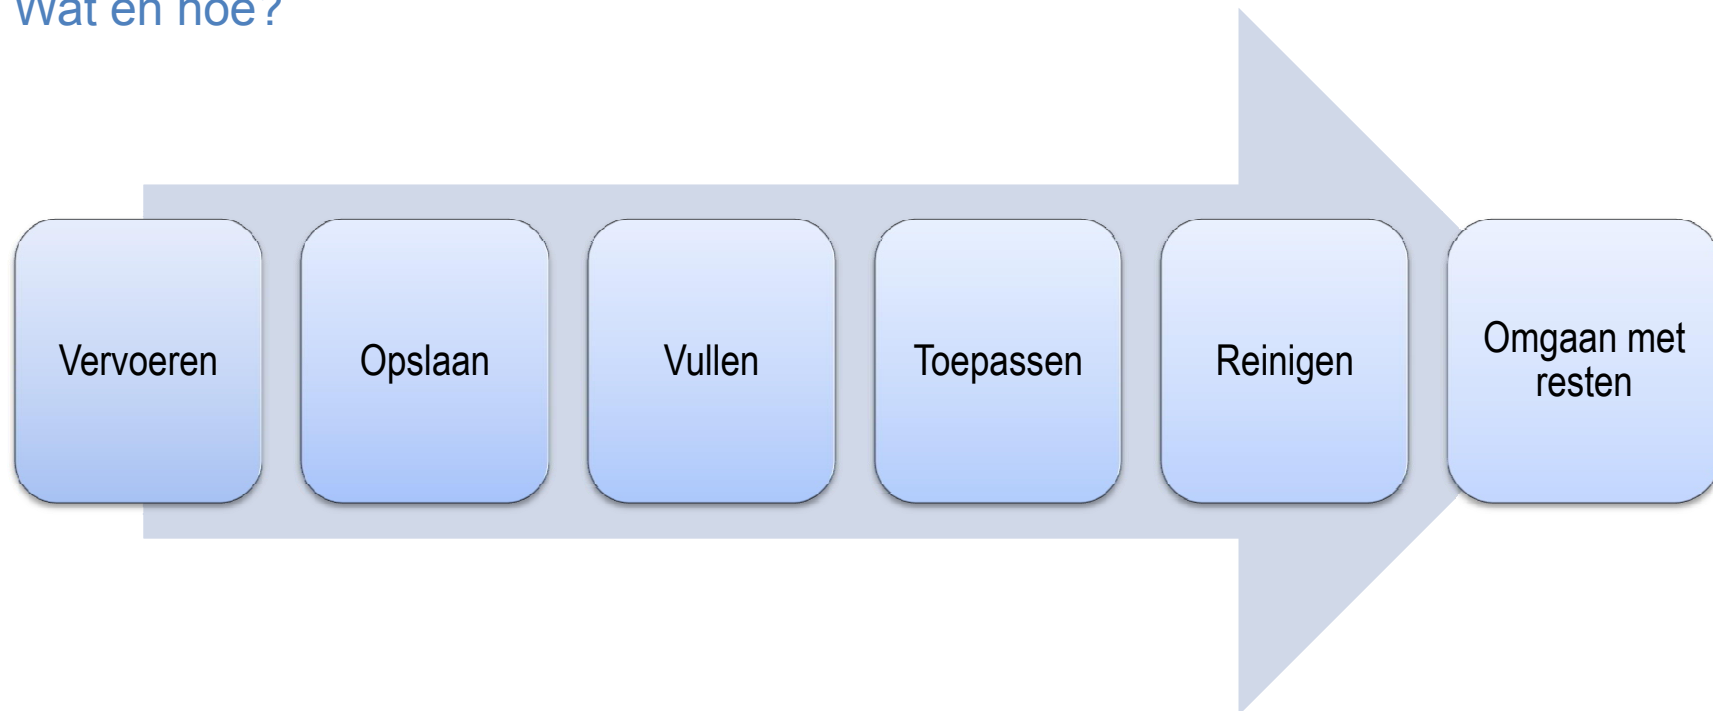 Wat en hoe?
Vervoeren
Opslaan
Vullen
Toepassen
Reinigen
Omgaan met
resten